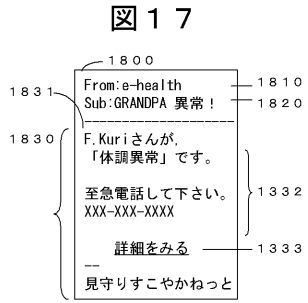 図１７
１８００
From:e-health
１８１０
１８３１
Sub:GRANDPA 異常！
１８２０
--------------------
１８３０
F.Kuriさんが,
「体調異常」です。
至急電話して下さい。
１３３２
XXX-XXX-XXXX
詳細をみる
１３３３
--
見守りすこやかねっと